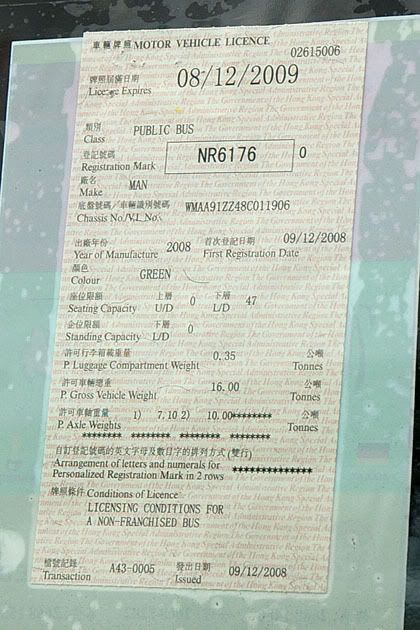 車輛牌照 MOTOR VEHICLE LICENCE
02615006
牌照屆滿日期 08/12/2009
Licence Expires
類別
Class PUBLIC BUS
登記號碼 NR6176 0
Registration Mark
廠名
Make MAN
底盤號碼/車輛識別號碼 WMAA91ZZ48C011906
Chassis No./V.I. No.
出廠年份 2008 首次登記日期 09/12/2008
Year of Manufacture First Registration Date
顏色
Colour GREEN
座位限額 上層 0 下層 47
Seating Capacity U/D L/D
企位限額 下層 0
Standing Capacity L/D
許可行李箱載重量 0.35 公噸
P. Luggage Compartment Weight Tonnes
許可車輛總重 16.00 公噸
P. Gross Vehicle Weight Tonnes
許可車軸重量 1) 7.10 2) 10.00******** 公噸
P. Axle Weights Tonnes
******** ******** ******** ********
自訂登記號碼的英文字母及數目字的排列方式(雙行)
Arrangement of letters and numerals for ****************
Personalized Registration Mark in 2 rows
牌照條件 Conditions of Licence
LICENSING CONDITIONS FOR
A NON-FRANCHISED BUS
檔號記錄 A43-0005 發出日期 09/12/2008
Transaction Issued